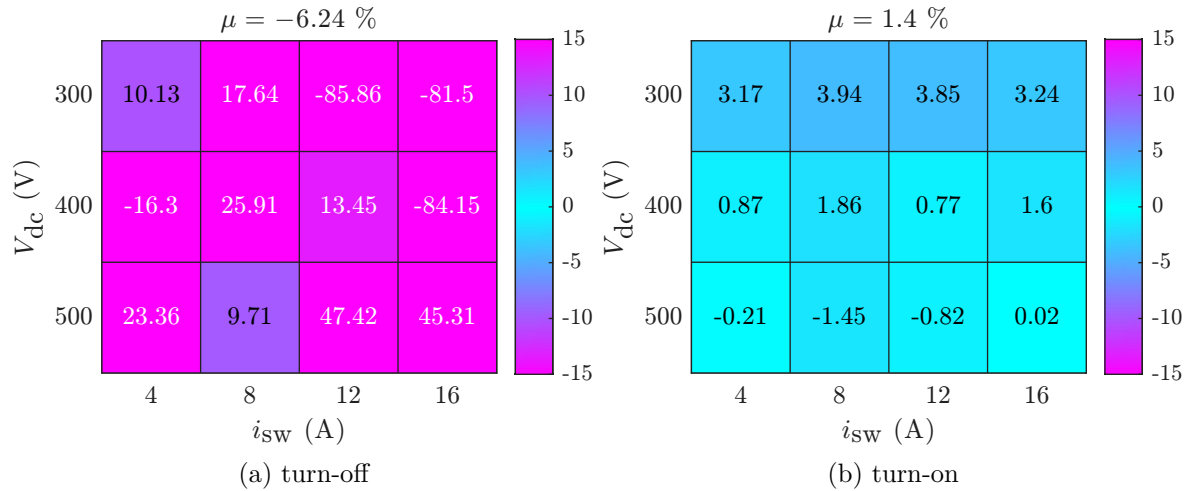 μ = −6.24 %
300 10.13 17.64 -85.86 -81.5
400 -16.3 25.91 13.45 -84.15
500 23.36 9.71 47.42 45.31
4 8 12 16
V_dc (V)
i_sw (A)
15
10
5
0
-5
-10
-15
(a) turn-off
μ = 1.4 %
300 3.17 3.94 3.85 3.24
400 0.87 1.86 0.77 1.6
500 -0.21 -1.45 -0.82 0.02
4 8 12 16
V_dc (V)
i_sw (A)
15
10
5
0
-5
-10
-15
(b) turn-on